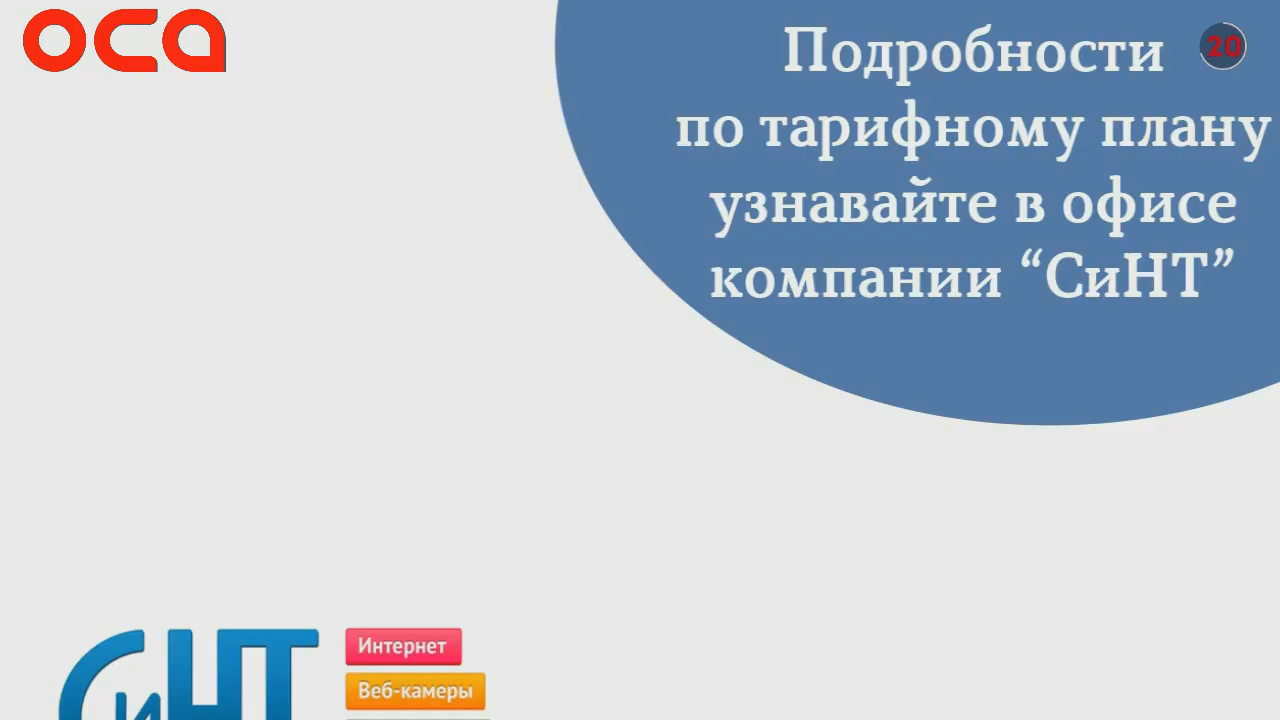 оса
Подробности
20
по тарифному плану
узнавайте в офисе
компании “СиНТ”
СиНТ
Интернет
Веб-камеры